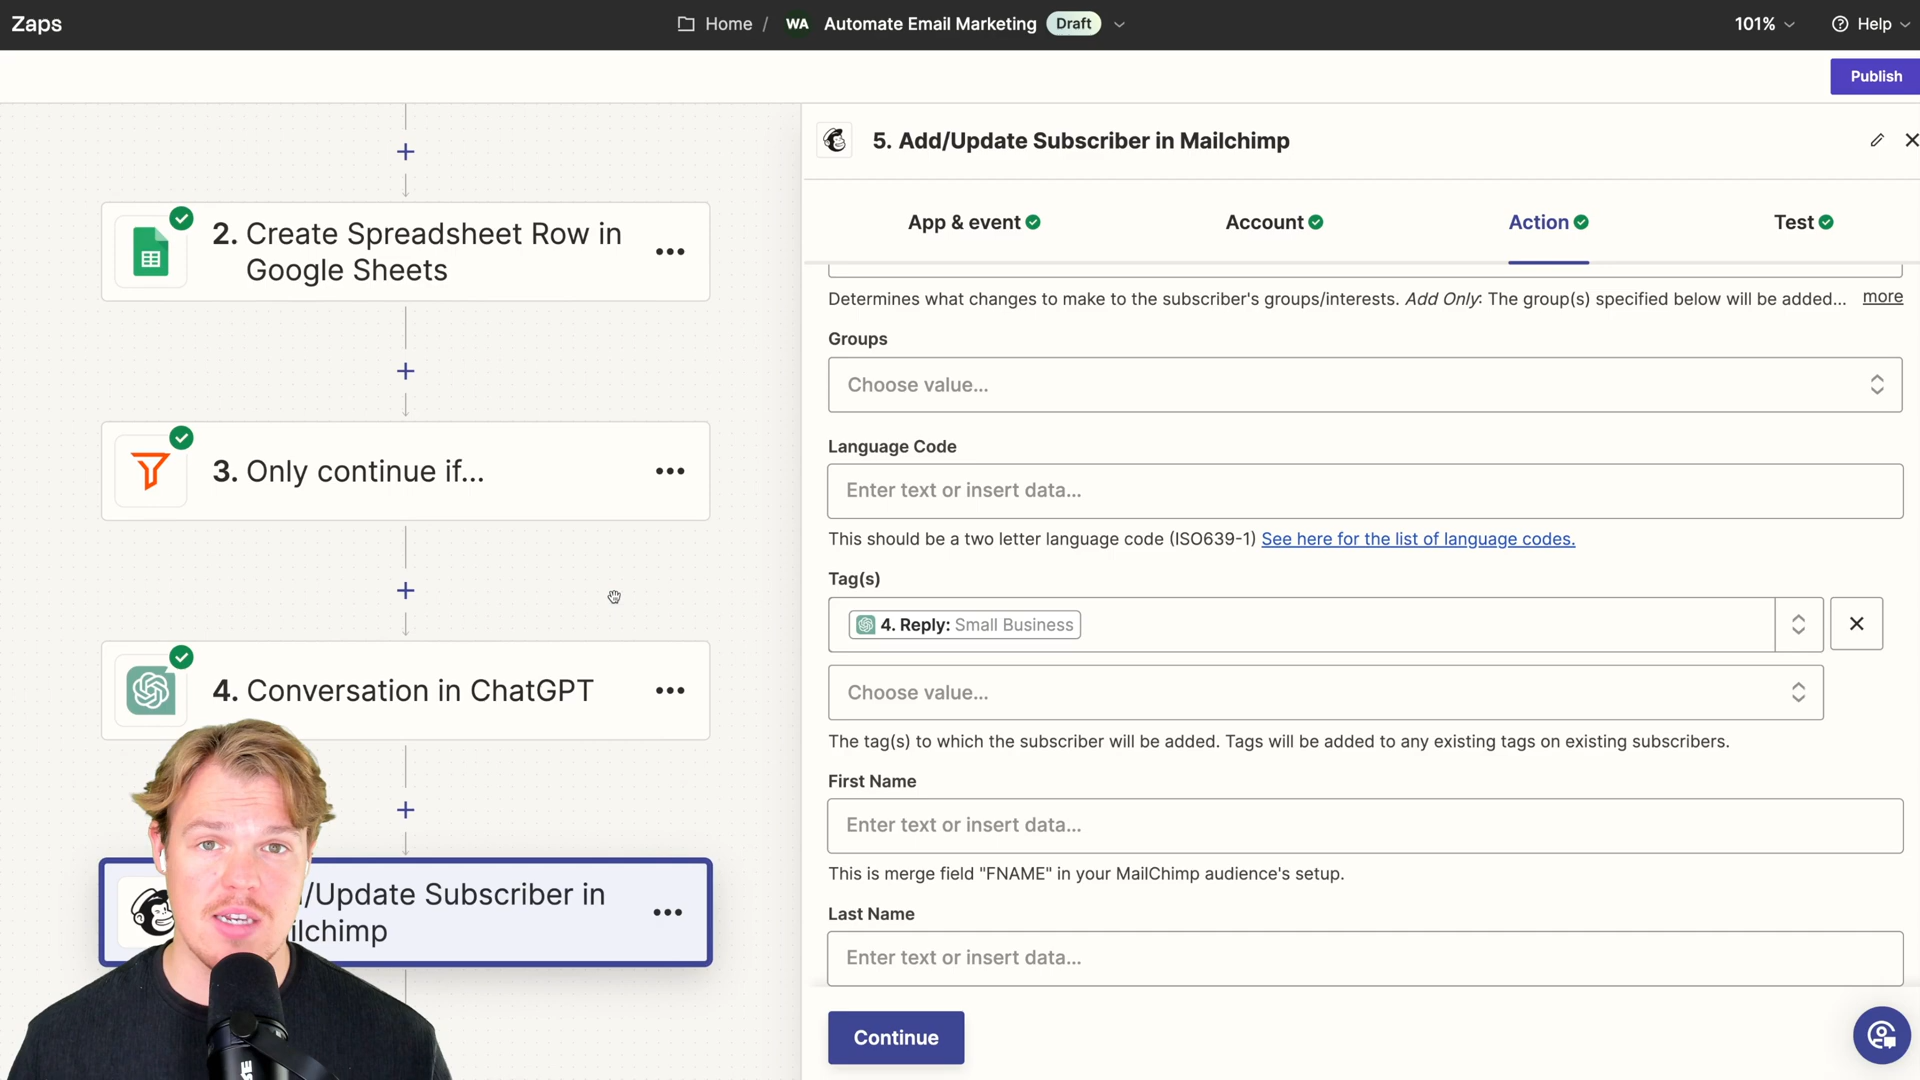 Zaps
Home / WA Automate Email Marketing Draft
101%
Help
Publish
2. Create Spreadsheet Row in
Google Sheets
3. Only continue if...
4. Conversation in ChatGPT
/Update Subscriber in
ilchimp
5. Add/Update Subscriber in Mailchimp
App & event
Account
Action
Test
Determines what changes to make to the subscriber's groups/interests. Add Only: The group(s) specified below will be added... more
Groups
Choose value...
Language Code
Enter text or insert data...
This should be a two letter language code (ISO639-1) See here for the list of language codes.
Tag(s)
4. Reply: Small Business
Choose value...
The tag(s) to which the subscriber will be added. Tags will be added to any existing tags on existing subscribers.
First Name
Enter text or insert data...
This is merge field "FNAME" in your MailChimp audience's setup.
Last Name
Enter text or insert data...
Continue